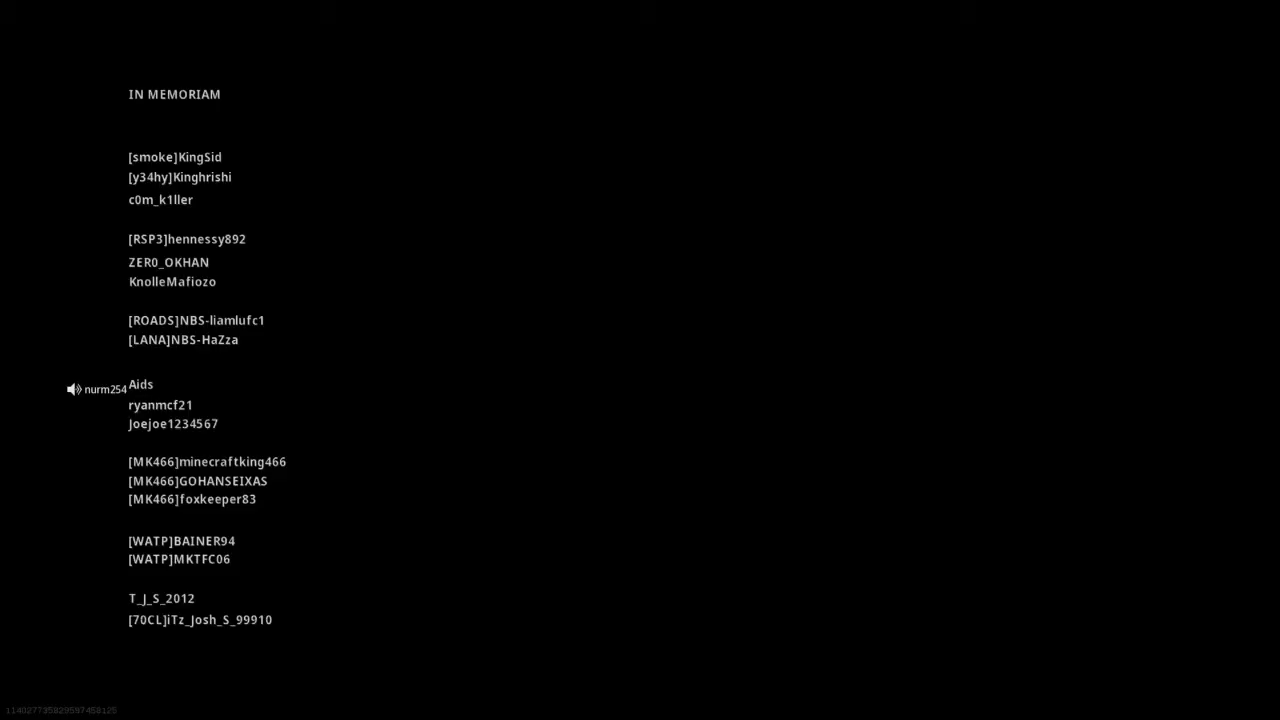 IN MEMORIAM
[smoke]KingSid
[y34hy]Kinghrishi
c0m_k1ller
[RSP3]hennessy892
ZER0_OKHAN
KnolleMafiozo
[ROADS]NBS-liamlufc1
[LANA]NBS-HaZza
Aids
nurm254
ryanmcf21
Joejoe1234567
[MK466]minecraftking466
[MK466]GOHANSEIXAS
[MK466]foxkeeper83
[WATP]BAINER94
[WATP]MKTFC06
T_J_S_2012
[70CL]iTz_Josh_S_99910